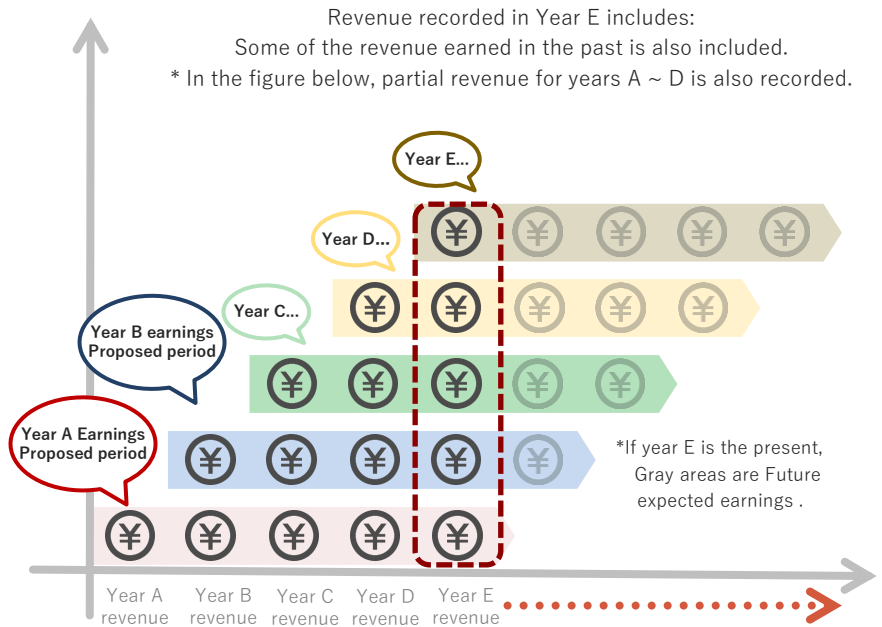 Revenue recorded in Year E includes:
Some of the revenue earned in the past is also included.
* In the figure below, partial revenue for years A ~ D is also recorded.
Year E...
Year D...
Year C...
Year B earnings
Proposed period
Year A Earnings
Proposed period
*If year E is the present,
Gray areas are Future
expected earnings .
Year A
revenue
Year B
revenue
Year C
revenue
Year D
revenue
Year E
revenue